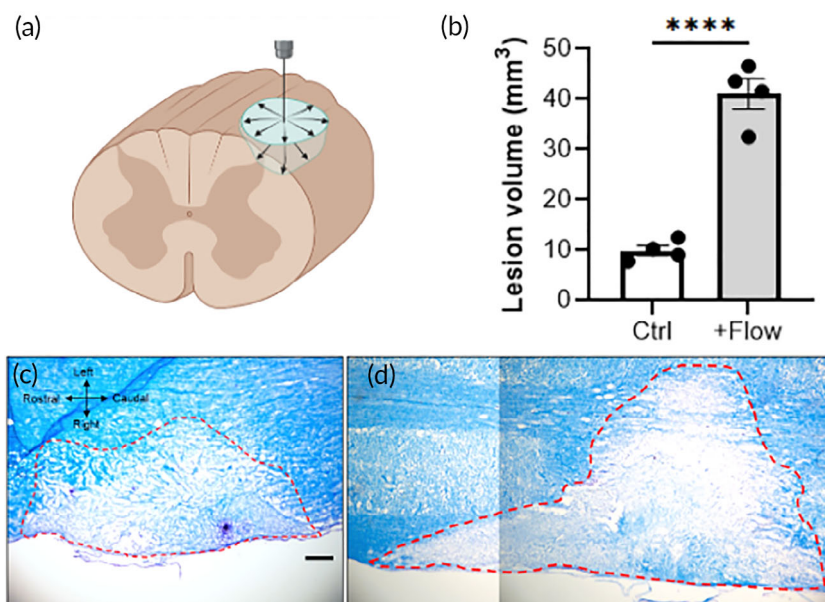 (a)
(b)
****
Lesion volume (mm³)
50
40
30
20
10
0
Ctrl
+Flow
(c)
Left
Rostral
Caudal
Right
(d)